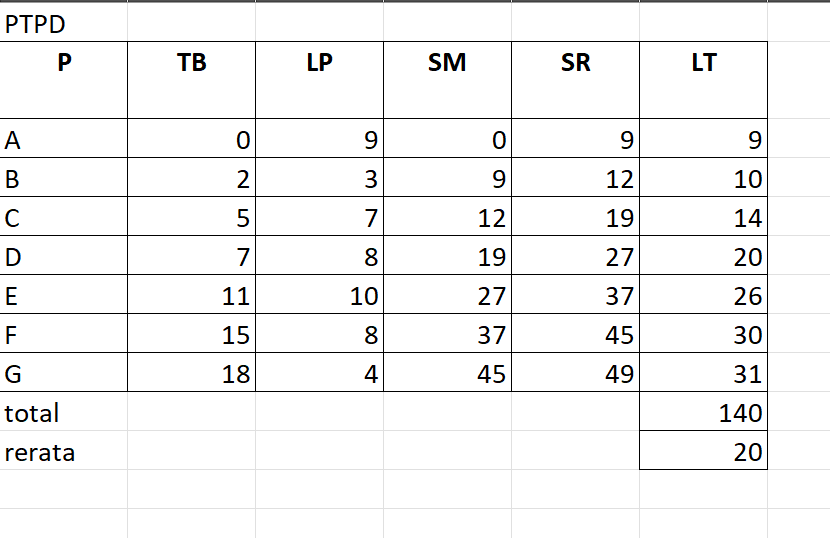 PTPD
P TB LP SM SR LT
A 0 9 0 9 9
B 2 3 9 12 10
C 5 7 12 19 14
D 7 8 19 27 20
E 11 10 27 37 26
F 15 8 37 45 30
G 18 4 45 49 31
total 140
rerata 20